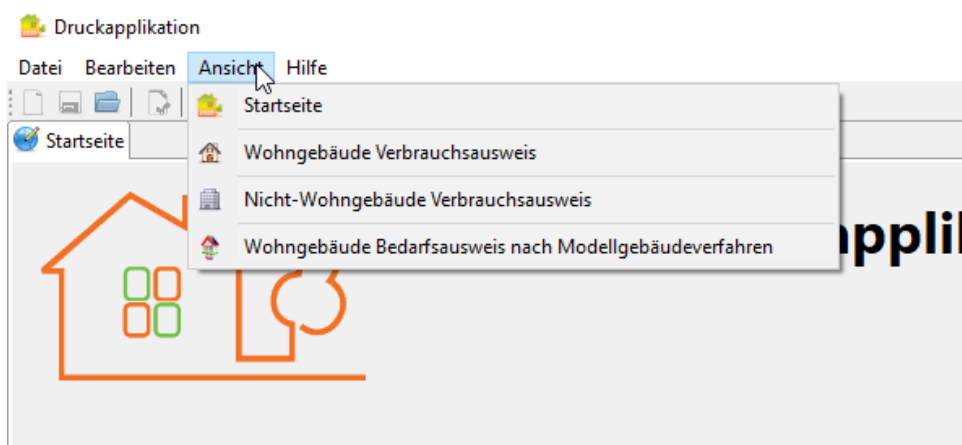 Druckapplikation
Datei Bearbeiten Ansicht Hilfe
Startseite
Startseite
Wohngebäude Verbrauchsausweis
Nicht-Wohngebäude Verbrauchsausweis
Wohngebäude Bedarfsausweis nach Modellgebäudeverfahren